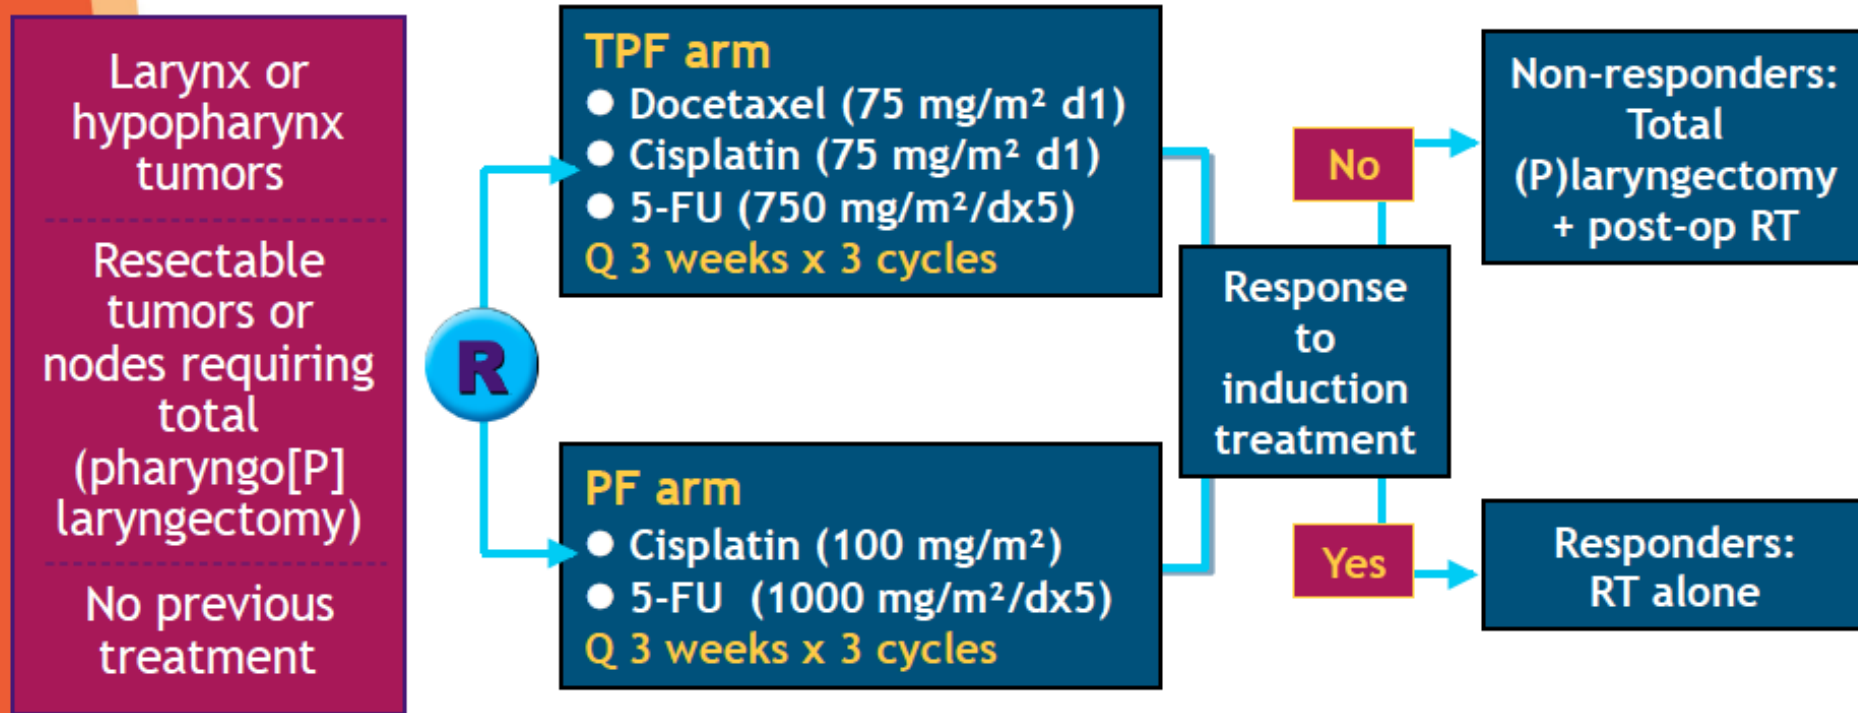 Larynx or
hypopharynx
tumors
Resectable
tumors or
nodes requiring
total
(pharyngo[P]
laryngectomy)
No previous
treatment
R
TPF arm
● Docetaxel (75 mg/m² d1)
● Cisplatin (75 mg/m² d1)
● 5-FU (750 mg/m²/dx5)
Q 3 weeks x 3 cycles
PF arm
● Cisplatin (100 mg/m²)
● 5-FU (1000 mg/m²/dx5)
Q 3 weeks x 3 cycles
Response
to
induction
treatment
No
Non-responders:
Total
(P)laryngectomy
+ post-op RT
Yes
Responders:
RT alone